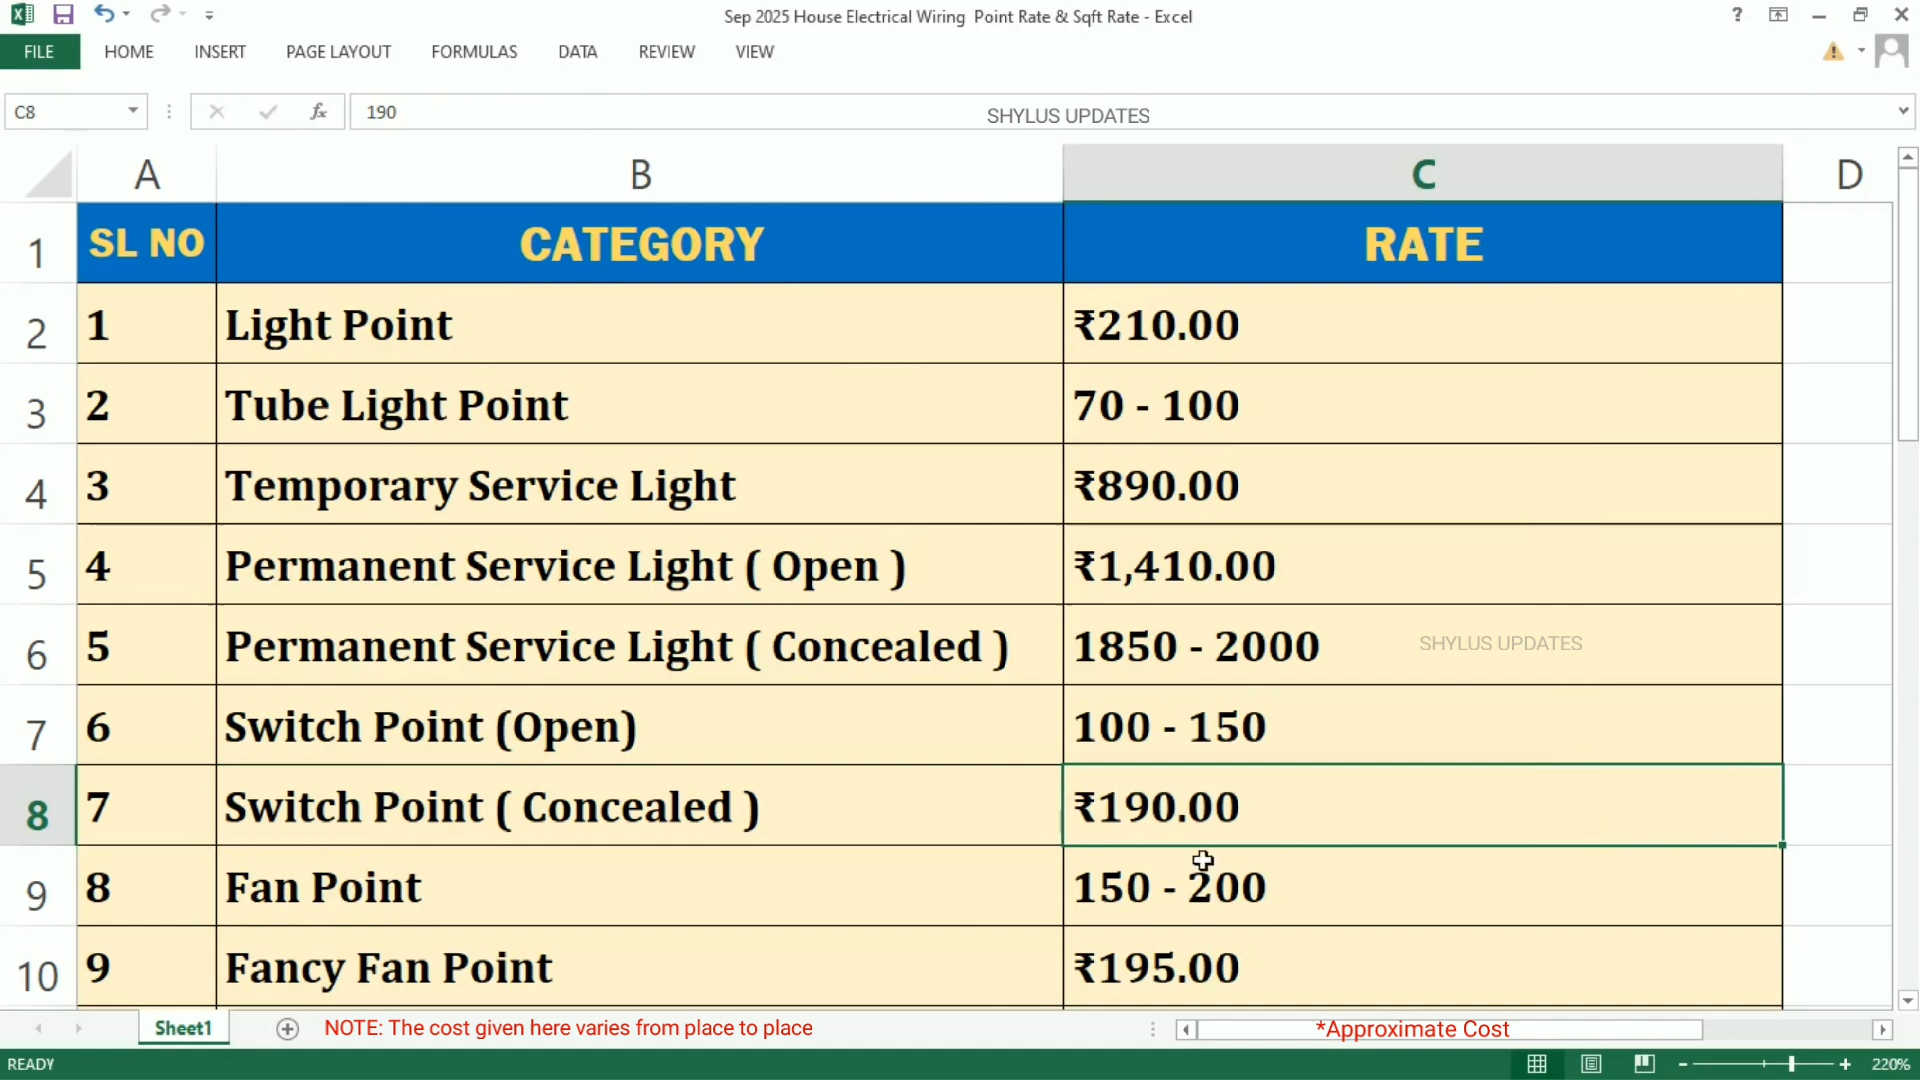 Sep 2025 House Electrical Wiring  Point Rate & Sqft Rate - Excel
FILE HOME INSERT PAGE LAYOUT FORMULAS DATA REVIEW VIEW
C8 fx 190 SHYLUS UPDATES
A B C D
1 SL NO CATEGORY RATE
2 1 Light Point ₹210.00
3 2 Tube Light Point 70 - 100
4 3 Temporary Service Light ₹890.00
5 4 Permanent Service Light ( Open ) ₹1,410.00
6 5 Permanent Service Light ( Concealed ) 1850 - 2000 SHYLUS UPDATES
7 6 Switch Point (Open) 100 - 150
8 7 Switch Point ( Concealed ) ₹190.00
9 8 Fan Point 150 - 200
10 9 Fancy Fan Point ₹195.00
Sheet1 NOTE: The cost given here varies from place to place *Approximate Cost
READY 220%